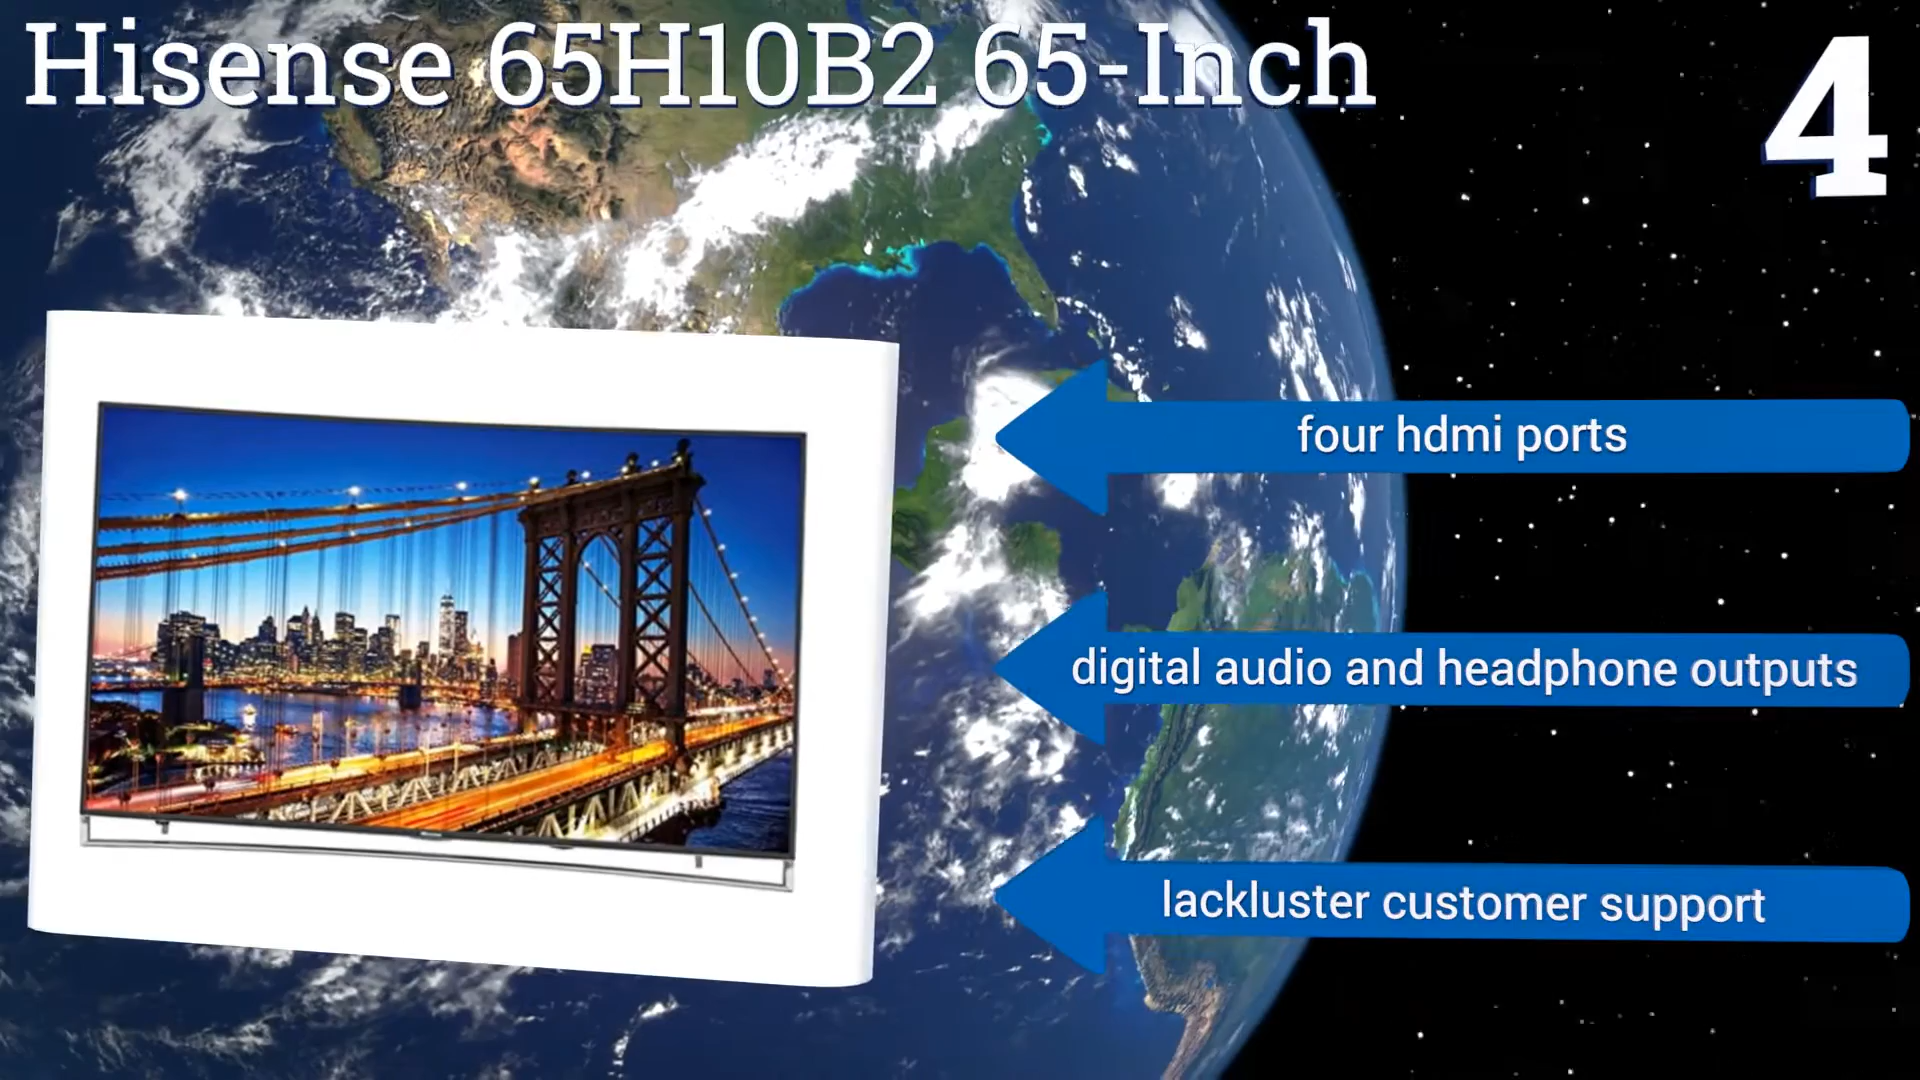 Hisense 65H10B2 65-Inch
4
four hdmi ports
digital audio and headphone outputs
lackluster customer support